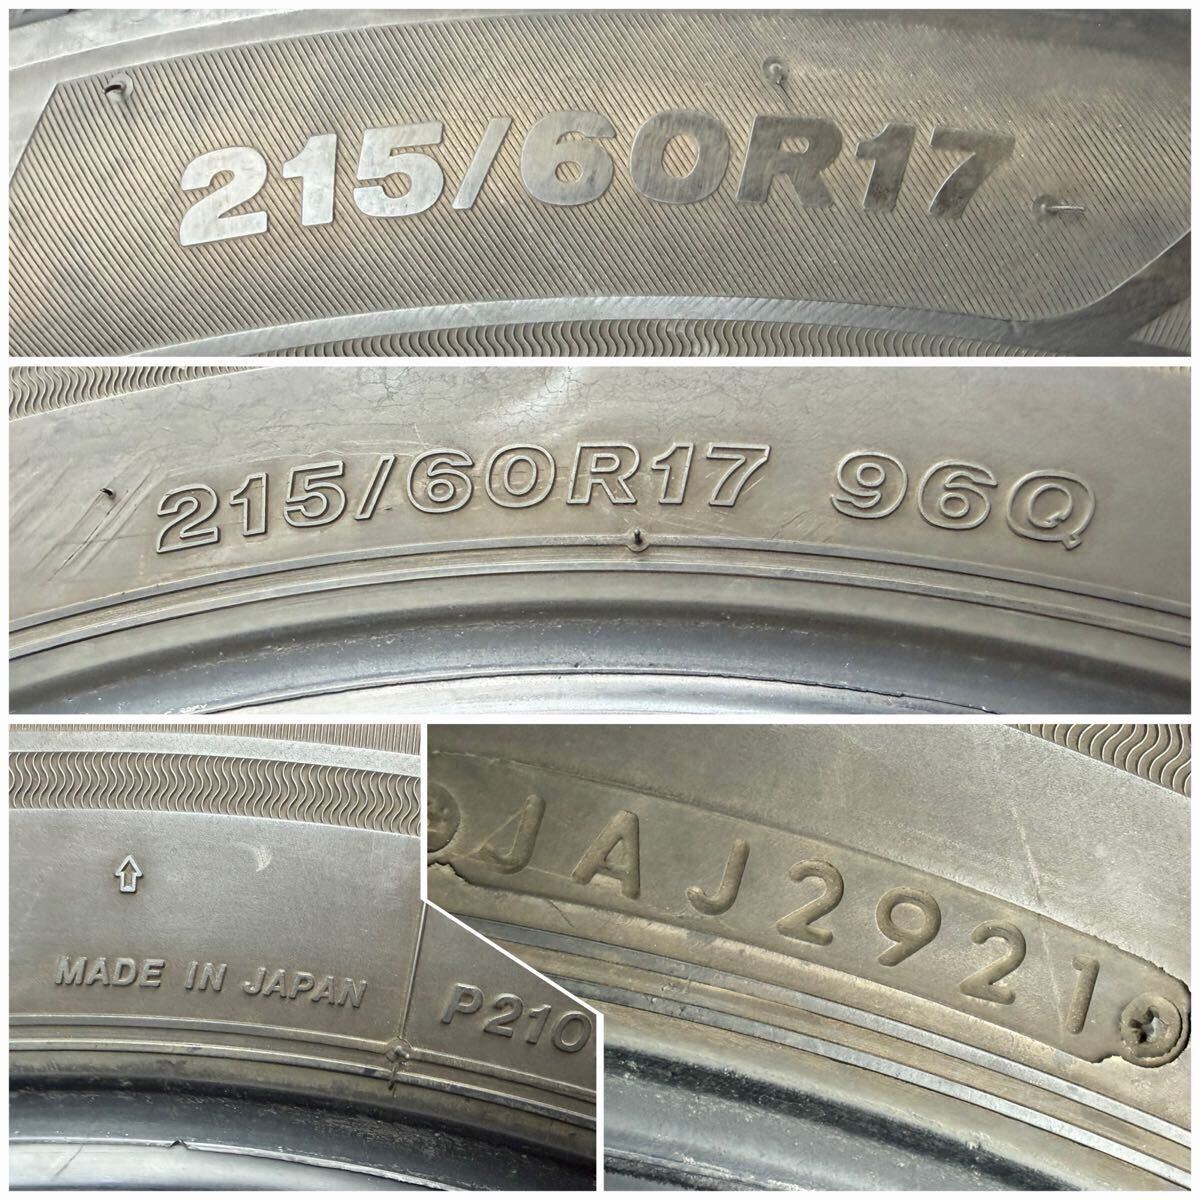 215/60R17
215/60R17 96Q
MADE IN JAPAN
P210
JAJ2921